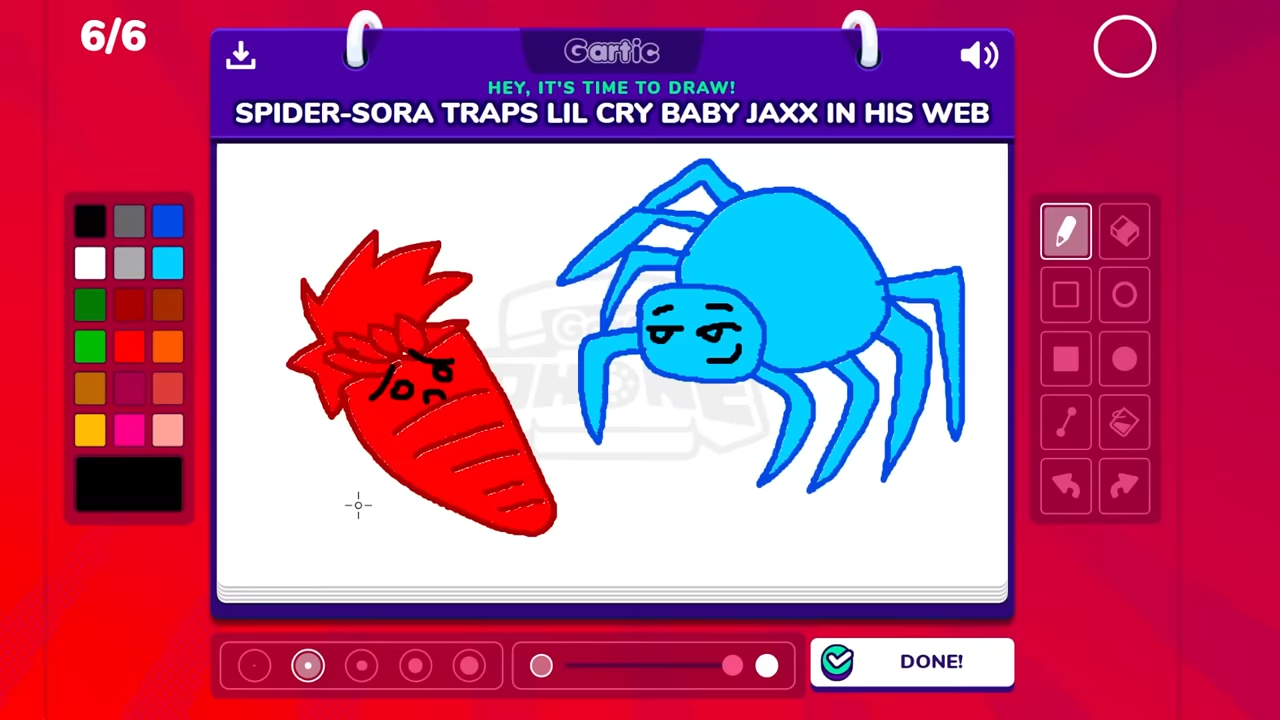 6/6
Gartic
HEY, IT'S TIME TO DRAW!
SPIDER-SORA TRAPS LIL CRY BABY JAXX IN HIS WEB
DONE!